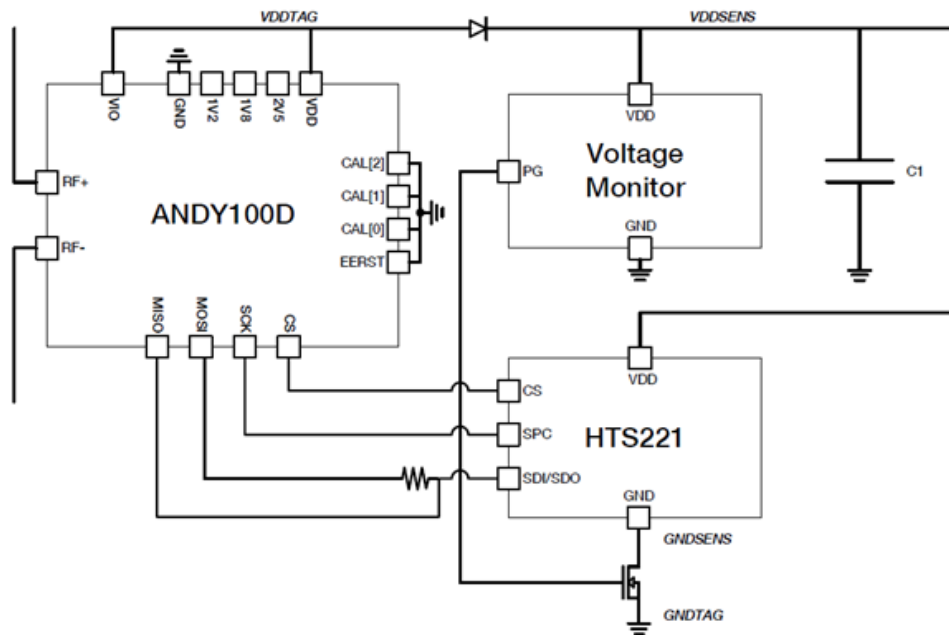 VDDTAG
VDDSENS
VIO
GND
1V2
1V8
2V5
VDD
RF+
RF-
ANDY100D
CAL[2]
CAL[1]
CAL[0]
EERST
MISO
MOSI
SCK
CS
VDD
PG
Voltage
Monitor
GND
C1
VDD
CS
SPC
SDI/SDO
HTS221
GND
GNDSENS
GNDTAG